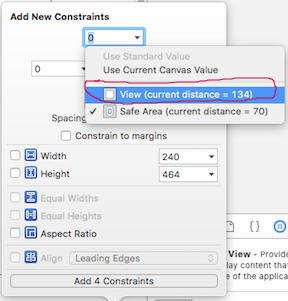 Add New Constraints
0
Use Standard Value
Use Current Canvas Value
0
View (current distance = 134)
✓ Safe Area (current distance = 70)
Spacing
Constrain to margins
Width 240
Height 464
Equal Widths
Equal Heights
Aspect Ratio
Align Leading Edges
Add 4 Constraints
{ }
View - Provide
lay content that
e of the applica